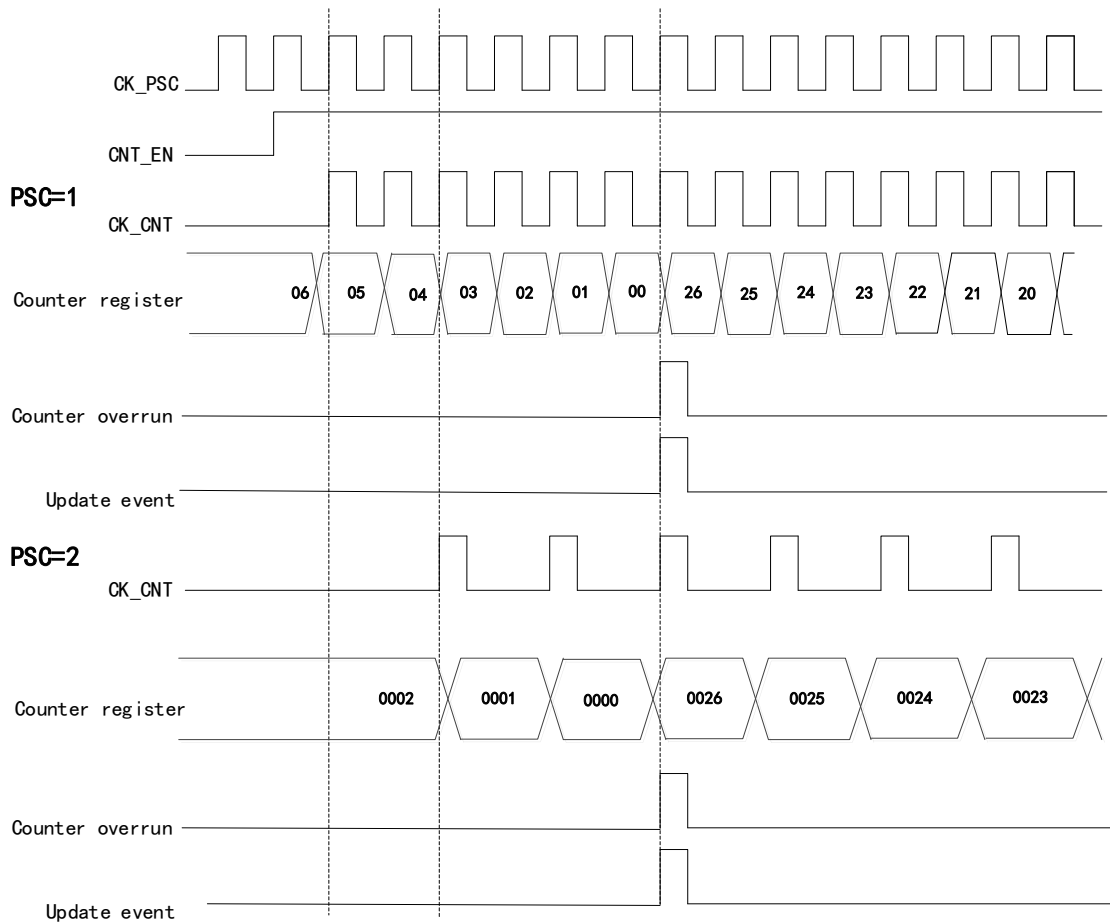 CK_PSC
CNT_EN
PSC=1
CK_CNT
Counter register 06 05 04 03 02 01 00 26 25 24 23 22 21 20
Counter overrun
Update event
PSC=2
CK_CNT
Counter register 0002 0001 0000 0026 0025 0024 0023
Counter overrun
Update event